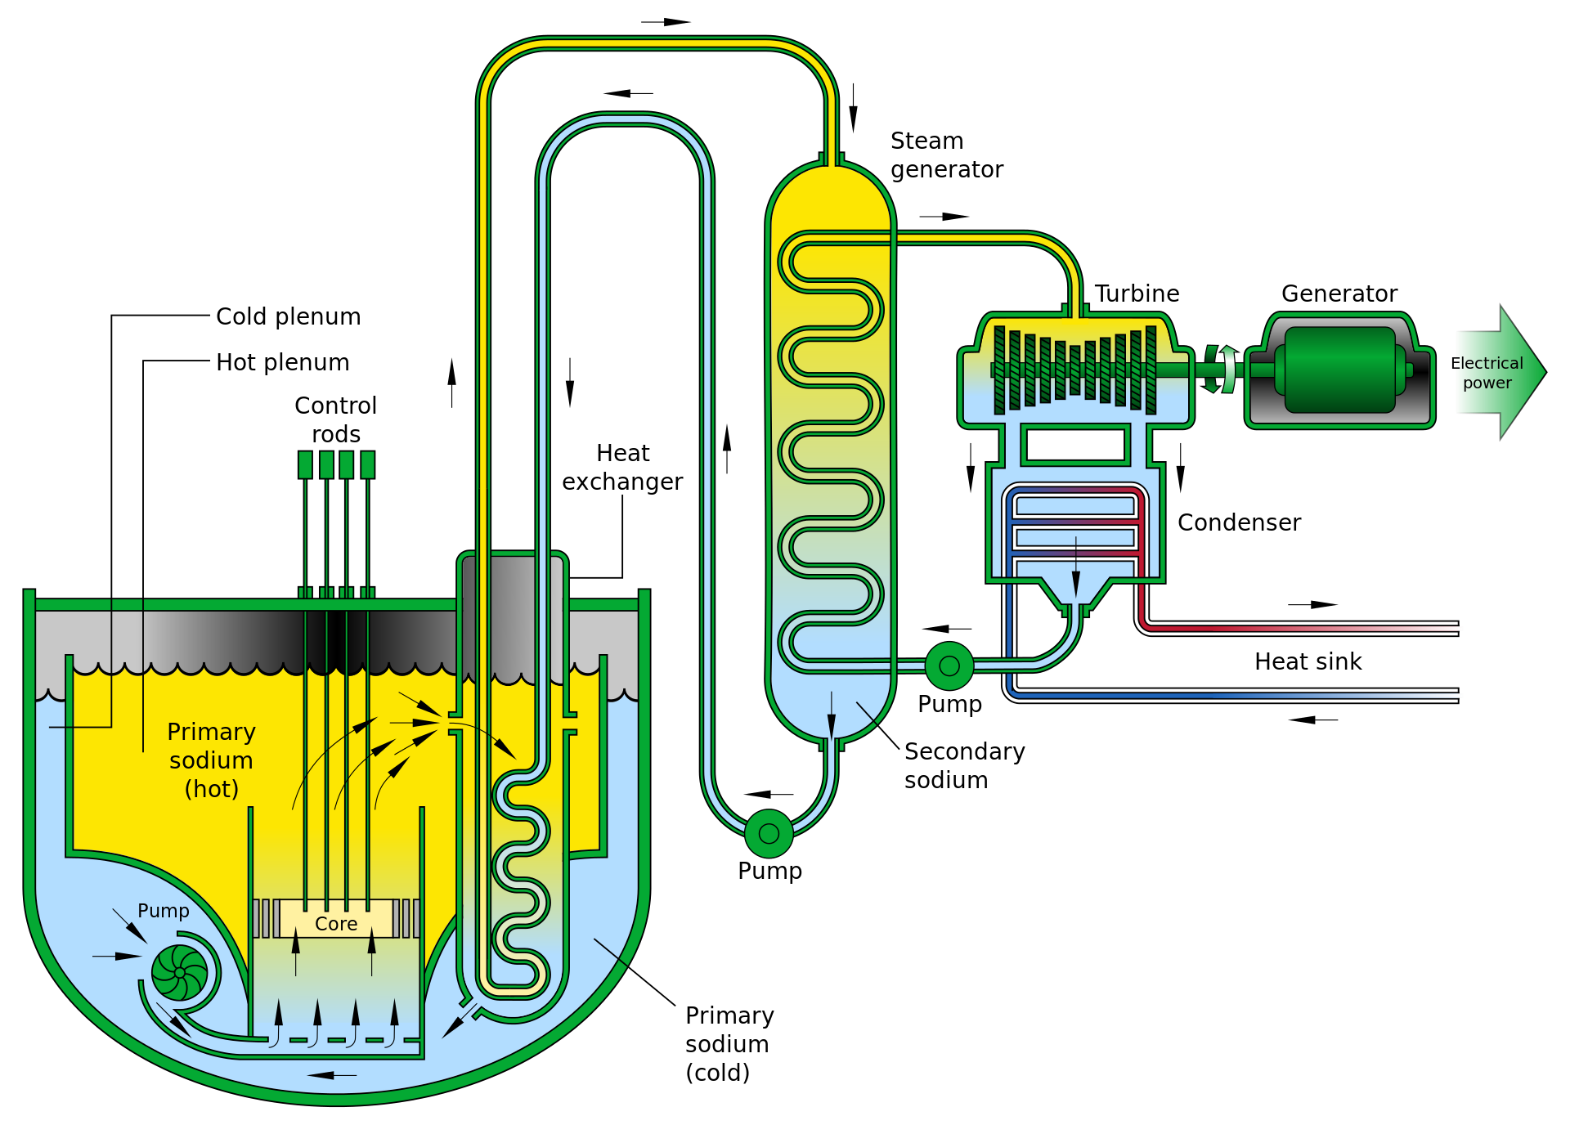 Steam
generator
Turbine
Generator
Cold plenum
Hot plenum
Electrical
power
Control
rods
Heat
exchanger
Condenser
Heat sink
Pump
Primary
sodium
(hot)
Secondary
sodium
Pump
Pump
Core
Primary
sodium
(cold)